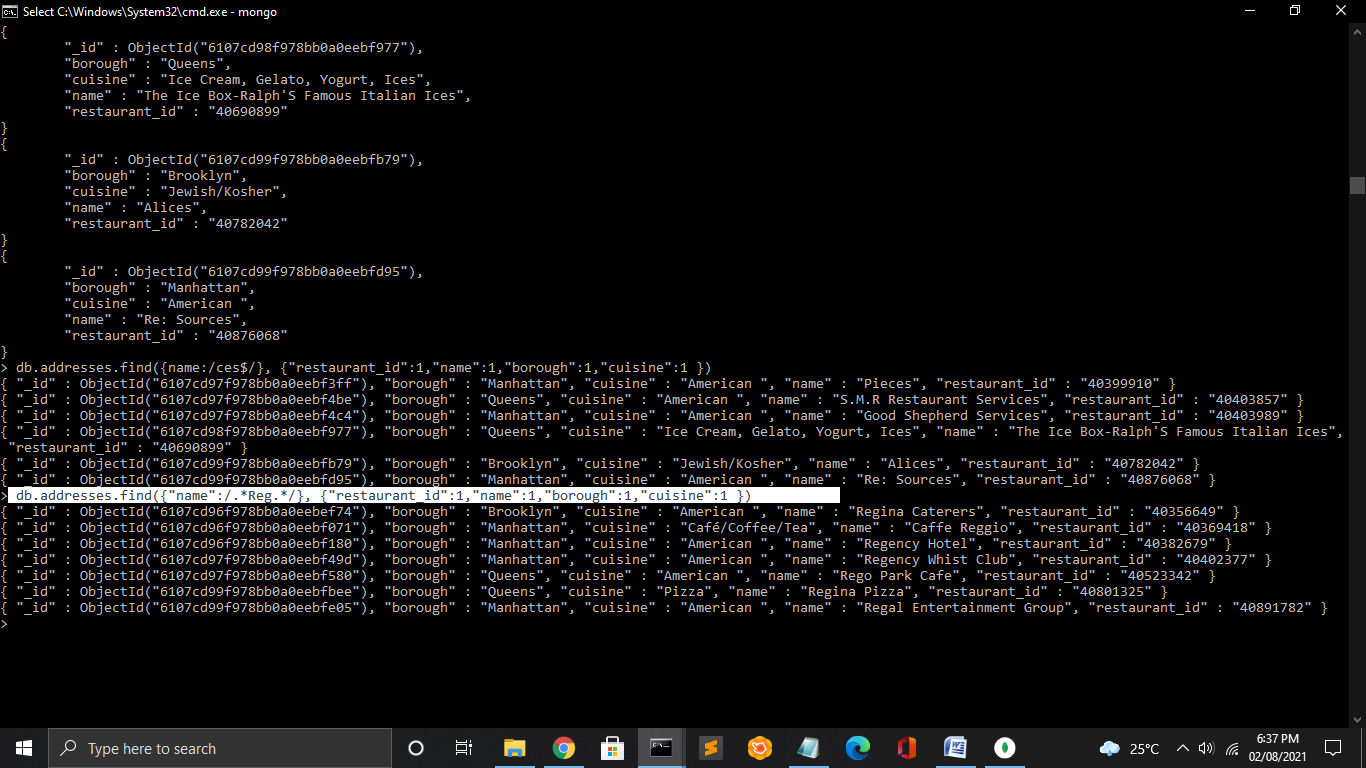 Select C:\Windows\System32\cmd.exe - mongo
{
"_id" : ObjectId("6107cd98f978bb0a0eebf977"),
"borough" : "Queens",
"cuisine" : "Ice Cream, Gelato, Yogurt, Ices",
"name" : "The Ice Box-Ralph'S Famous Italian Ices",
"restaurant_id" : "40690899"
}
{
"_id" : ObjectId("6107cd99f978bb0a0eebfb79"),
"borough" : "Brooklyn",
"cuisine" : "Jewish/Kosher",
"name" : "Alices",
"restaurant_id" : "40782042"
}
{
"_id" : ObjectId("6107cd99f978bb0a0eebfd95"),
"borough" : "Manhattan",
"cuisine" : "American ",
"name" : "Re: Sources",
"restaurant_id" : "40876068"
}
> db.addresses.find({name:/ces$/}, {"restaurant_id":1,"name":1,"borough":1,"cuisine":1 })
{ "_id" : ObjectId("6107cd97f978bb0a0eebf3ff"), "borough" : "Manhattan", "cuisine" : "American ", "name" : "Pieces", "restaurant_id" : "40399910" }
{ "_id" : ObjectId("6107cd97f978bb0a0eebf4be"), "borough" : "Queens", "cuisine" : "American ", "name" : "S.M.R Restaurant Services", "restaurant_id" : "40403857" }
{ "_id" : ObjectId("6107cd97f978bb0a0eebf4c4"), "borough" : "Manhattan", "cuisine" : "American ", "name" : "Good Shepherd Services", "restaurant_id" : "40403989" }
{ "_id" : ObjectId("6107cd98f978bb0a0eebf977"), "borough" : "Queens", "cuisine" : "Ice Cream, Gelato, Yogurt, Ices", "name" : "The Ice Box-Ralph'S Famous Italian Ices",
"restaurant_id" : "40690899" }
{ "_id" : ObjectId("6107cd99f978bb0a0eebfb79"), "borough" : "Brooklyn", "cuisine" : "Jewish/Kosher", "name" : "Alices", "restaurant_id" : "40782042" }
{ "_id" : ObjectId("6107cd99f978bb0a0eebfd95"), "borough" : "Manhattan", "cuisine" : "American ", "name" : "Re: Sources", "restaurant_id" : "40876068" }
> db.addresses.find({"name":/.*Reg.*/}, {"restaurant_id":1,"name":1,"borough":1,"cuisine":1 })
{ "_id" : ObjectId("6107cd96f978bb0a0eebef74"), "borough" : "Brooklyn", "cuisine" : "American ", "name" : "Regina Caterers", "restaurant_id" : "40356649" }
{ "_id" : ObjectId("6107cd96f978bb0a0eebf071"), "borough" : "Manhattan", "cuisine" : "Café/Coffee/Tea", "name" : "Caffe Reggio", "restaurant_id" : "40369418" }
{ "_id" : ObjectId("6107cd96f978bb0a0eebf180"), "borough" : "Manhattan", "cuisine" : "American ", "name" : "Regency Hotel", "restaurant_id" : "40382679" }
{ "_id" : ObjectId("6107cd97f978bb0a0eebf49d"), "borough" : "Manhattan", "cuisine" : "American ", "name" : "Regency Whist Club", "restaurant_id" : "40402377" }
{ "_id" : ObjectId("6107cd97f978bb0a0eebf580"), "borough" : "Queens", "cuisine" : "American ", "name" : "Rego Park Cafe", "restaurant_id" : "40523342" }
{ "_id" : ObjectId("6107cd99f978bb0a0eebfbee"), "borough" : "Queens", "cuisine" : "Pizza", "name" : "Regina Pizza", "restaurant_id" : "40801325" }
{ "_id" : ObjectId("6107cd99f978bb0a0eebfe05"), "borough" : "Manhattan", "cuisine" : "American ", "name" : "Regal Entertainment Group", "restaurant_id" : "40891782" }
>
Type here to search
25°C
6:37 PM
02/08/2021